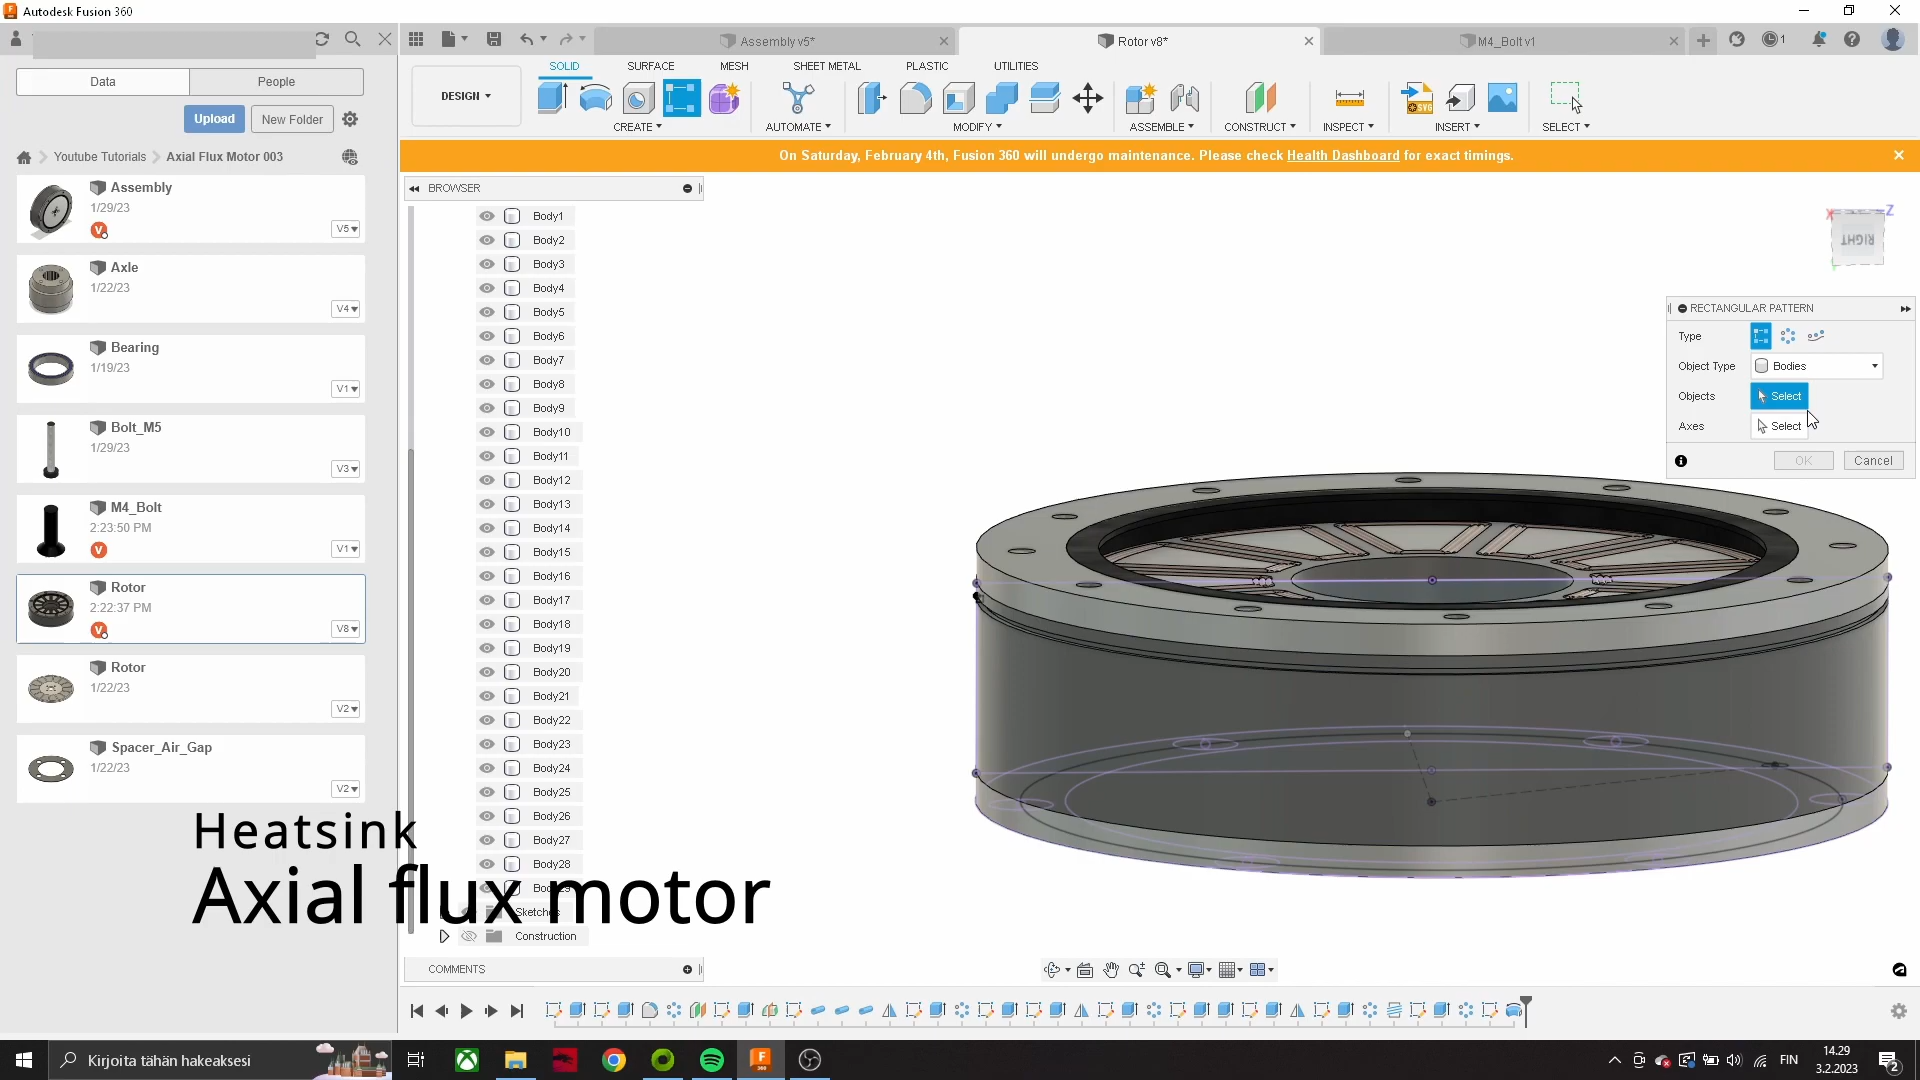 Autodesk Fusion 360
Assembly v5*
Rotor v8*
M4_Bolt v1
1
Data
People
Upload
New Folder
Youtube Tutorials
Axial Flux Motor 003
Assembly
1/29/23
V5
Axle
1/22/23
V4
Bearing
1/19/23
V1
Bolt_M5
1/29/23
V3
M4_Bolt
2:23:50 PM
V1
Rotor
2:22:37 PM
V8
Rotor
1/22/23
V2
Spacer_Air_Gap
1/22/23
V2
DESIGN
SOLID
SURFACE
MESH
SHEET METAL
PLASTIC
UTILITIES
CREATE
AUTOMATE
MODIFY
ASSEMBLE
CONSTRUCT
INSPECT
INSERT
SELECT
On Saturday, February 4th, Fusion 360 will undergo maintenance. Please check Health Dashboard for exact timings.
BROWSER
Body1
Body2
Body3
Body4
Body5
Body6
Body7
Body8
Body9
Body10
Body11
Body12
Body13
Body14
Body15
Body16
Body17
Body18
Body19
Body20
Body21
Body22
Body23
Body24
Body25
Body26
Body27
Body28
Body29
Sketches
Construction
COMMENTS
X
Z
RIGHT
RECTANGULAR PATTERN
Type
Object Type
Bodies
Objects
Select
Axes
Select
OK
Cancel
Heatsink
Axial flux motor
Kirjoita tähän hakeaksesi
FIN
14.29
3.2.2023
2